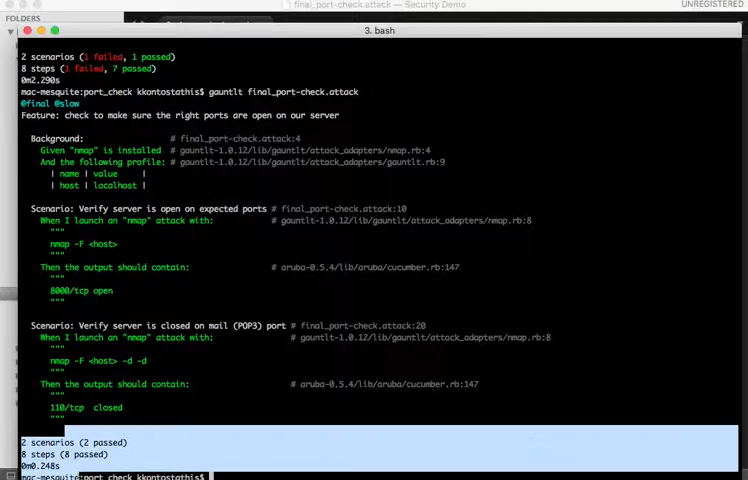 final_port-check.attack — Security Demo
UNREGISTERED
FOLDERS
3. bash
2 scenarios (1 failed, 1 passed)
8 steps (1 failed, 7 passed)
0m2.290s
mac-mesquite:port_check kkontostathis$ gauntlt final_port-check.attack
@final @slow
Feature: check to make sure the right ports are open on our server
Background: # final_port-check.attack:4
Given "nmap" is installed # gauntlt-1.0.12/lib/gauntlt/attack_adapters/nmap.rb:4
And the following profile: # gauntlt-1.0.12/lib/gauntlt/attack_adapters/gauntlt.rb:9
| name | value |
| host | localhost |
Scenario: Verify server is open on expected ports # final_port-check.attack:10
When I launch an "nmap" attack with: # gauntlt-1.0.12/lib/gauntlt/attack_adapters/nmap.rb:8
"""
nmap -F <host>
"""
Then the output should contain: # aruba-0.5.4/lib/aruba/cucumber.rb:147
"""
8000/tcp open
"""
Scenario: Verify server is closed on mail (POP3) port # final_port-check.attack:20
When I launch an "nmap" attack with: # gauntlt-1.0.12/lib/gauntlt/attack_adapters/nmap.rb:8
"""
nmap -F <host> -d -d
"""
Then the output should contain: # aruba-0.5.4/lib/aruba/cucumber.rb:147
"""
110/tcp  closed
"""
2 scenarios (2 passed)
8 steps (8 passed)
0m0.248s
mac-mesquite:port_check kkontostathis$